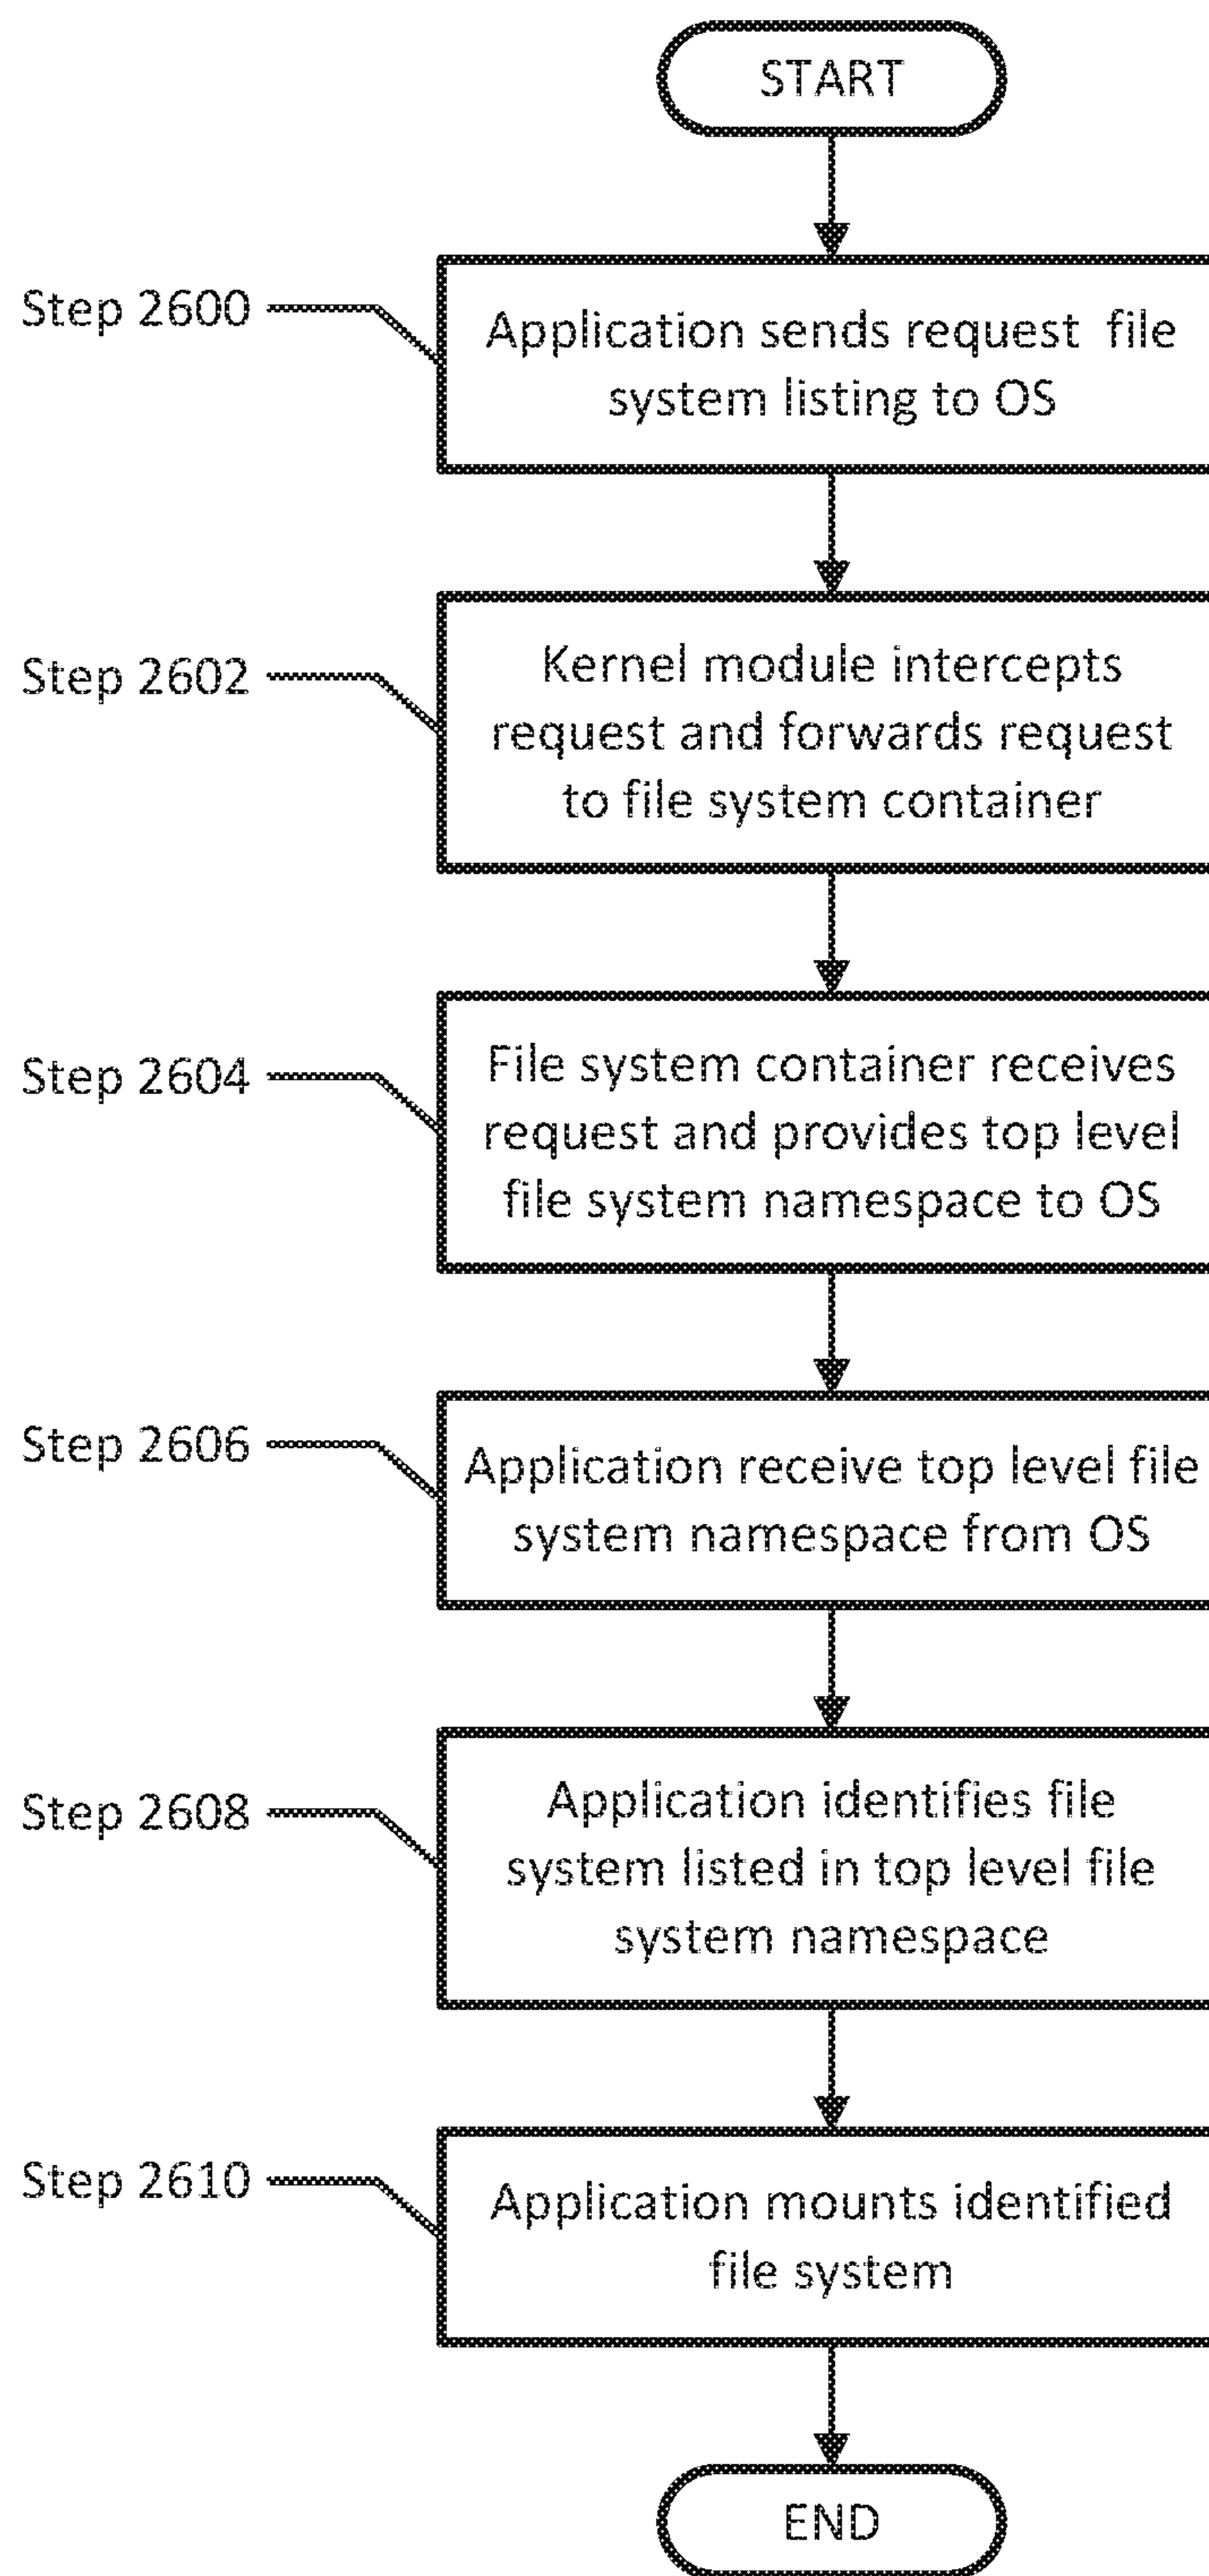 START
Step 2600
Application sends request file
system listing to OS
Step 2602
Kernel module intercepts
request and forwards request
to file system container
Step 2604
File system container receives
request and provides top level
file system namespace to OS
Step 2606
Application receive top level file
system namespace from OS
Step 2608
Application identifies file
system listed in top level file
system namespace
Step 2610
Application mounts identified
file system
END